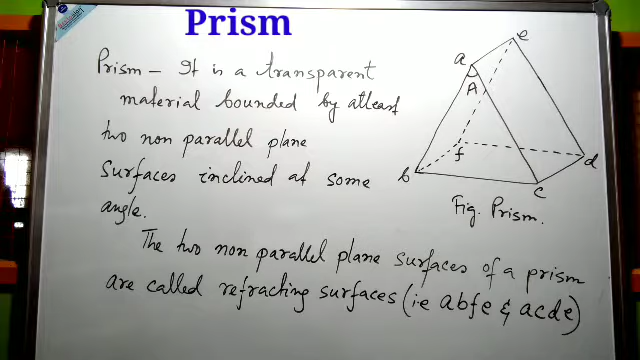 Prism
Prism - It is a transparent
material bounded by atleast
two non parallel plane
surfaces inclined at some
angle.
The two non parallel plane surfaces of a prism
are called refracting surfaces (ie abfe & acde)
a
e
A
f
d
b
c
Fig. Prism.